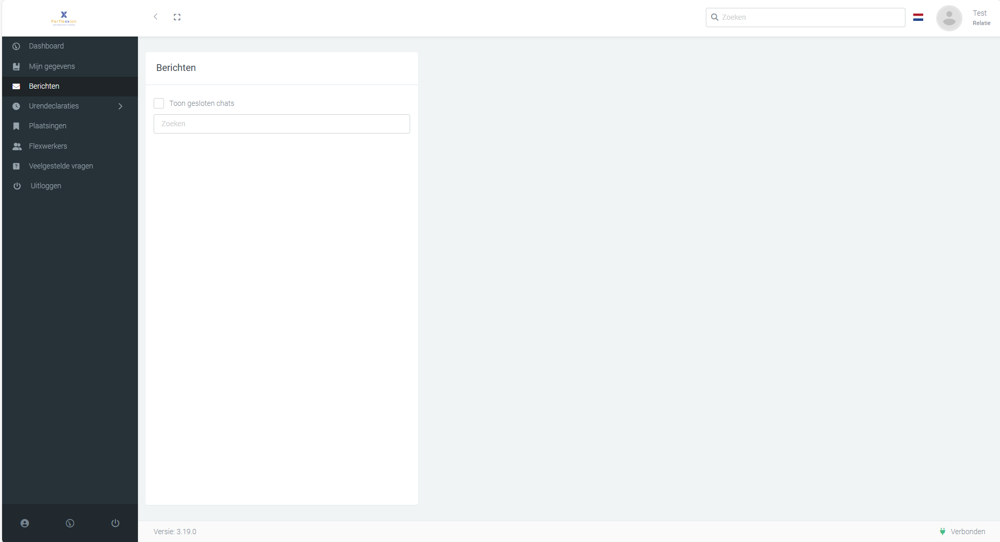 Perflexxion
Zoeken
Test
Relatie
Dashboard
Mijn gegevens
Berichten
Urendeclaraties
Plaatsingen
Flexwerkers
Veelgestelde vragen
Uitloggen
Berichten
Toon gesloten chats
Zoeken
Versie: 3.19.0
Verbonden